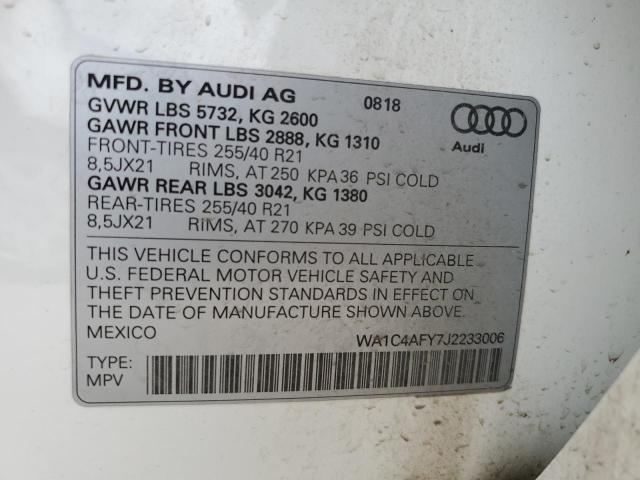 MFD. BY AUDI AG 0818
GVWR LBS 5732, KG 2600
GAWR FRONT LBS 2888, KG 1310
FRONT-TIRES 255/40 R21
8,5JX21 RIMS, AT 250 KPA 36 PSI COLD
GAWR REAR LBS 3042, KG 1380
REAR-TIRES 255/40 R21
8,5JX21 RIMS, AT 270 KPA 39 PSI COLD
Audi
THIS VEHICLE CONFORMS TO ALL APPLICABLE
U.S. FEDERAL MOTOR VEHICLE SAFETY AND
THEFT PREVENTION STANDARDS IN EFFECT ON
THE DATE OF MANUFACTURE SHOWN ABOVE.
MEXICO WA1C4AFY7J2233006
TYPE:
MPV